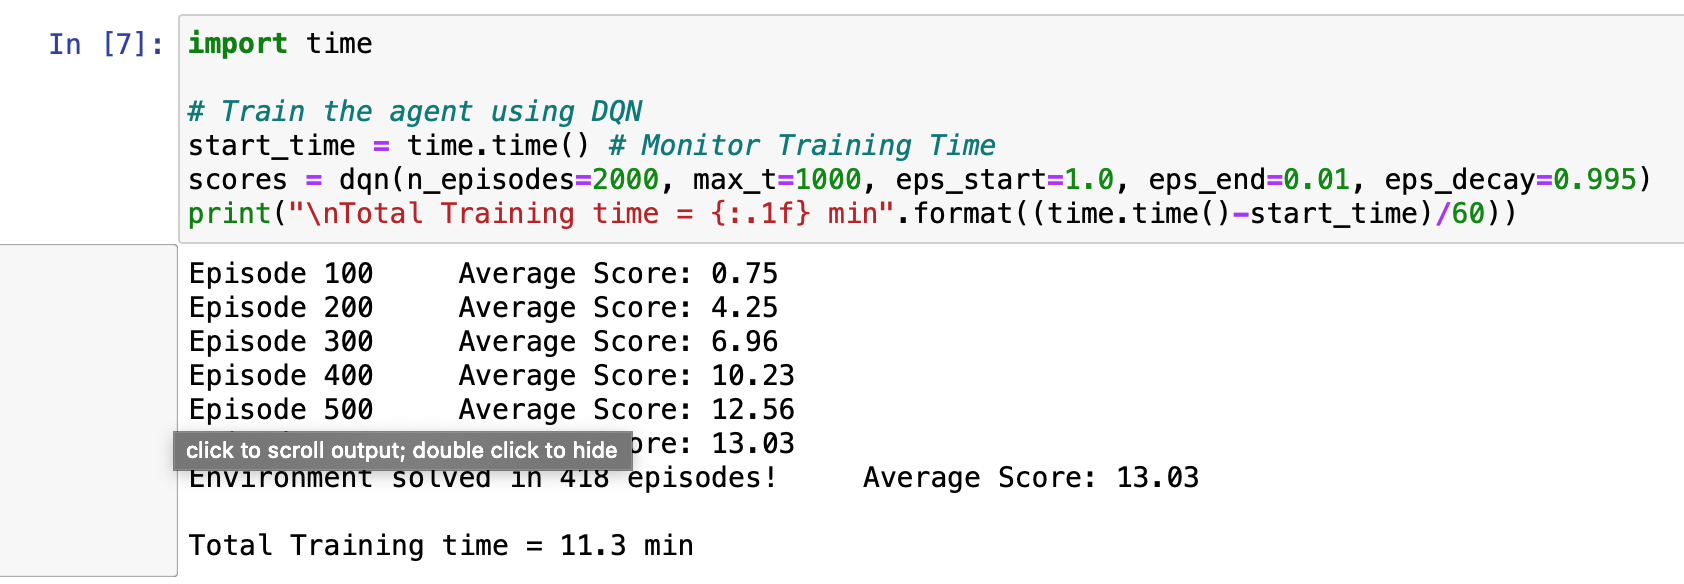 In [7]:
import time
# Train the agent using DQN
start_time = time.time() # Monitor Training Time
scores = dqn(n_episodes=2000, max_t=1000, eps_start=1.0, eps_end=0.01, eps_decay=0.995)
print("\nTotal Training time = {:.1f} min".format((time.time()-start_time)/60))
Episode 100     Average Score: 0.75
Episode 200     Average Score: 4.25
Episode 300     Average Score: 6.96
Episode 400     Average Score: 10.23
Episode 500     Average Score: 12.56
click to scroll output; double click to hide
13.03
Environment solved in 418 episodes!     Average Score: 13.03
Total Training time = 11.3 min